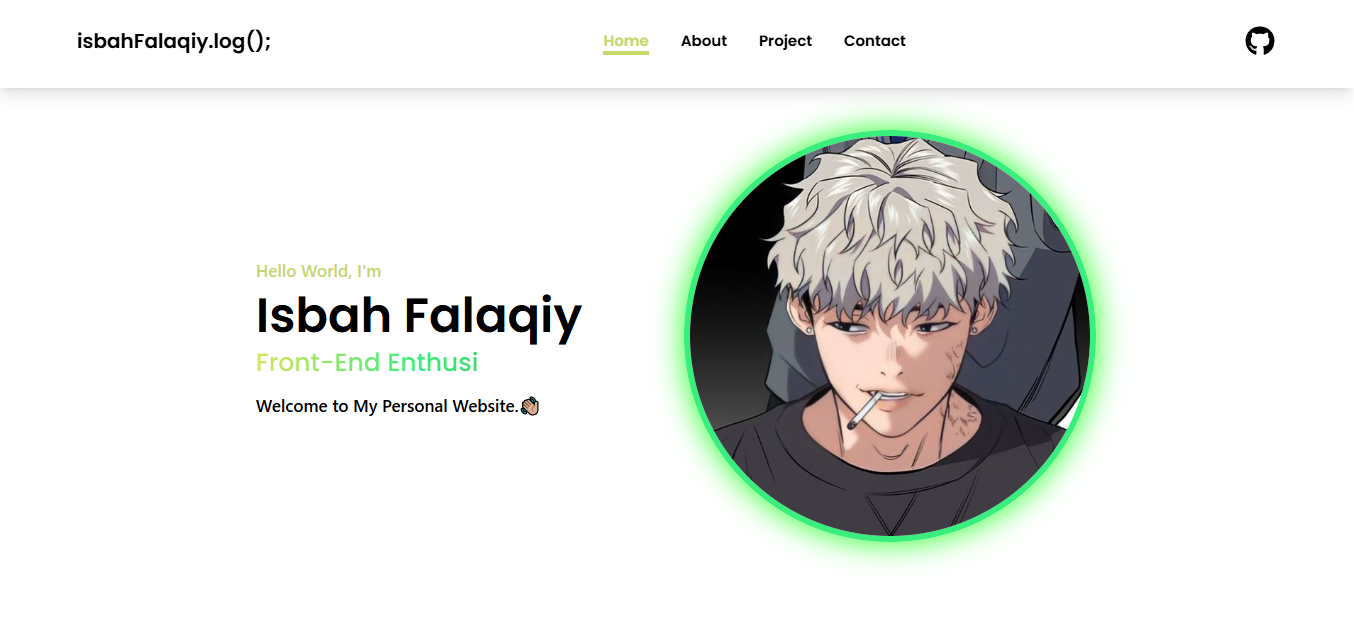 isbahFalaqiy.log();
Home About Project Contact
Hello World, I'm
Isbah Falaqiy
Front-End Enthusi
Welcome to My Personal Website.👋🏽